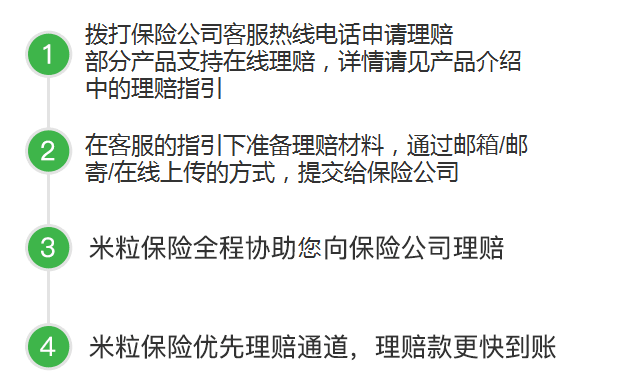 1
拨打保险公司客服热线电话申请理赔
部分产品支持在线理赔，详情请见产品介绍
中的理赔指引
2
在客服的指引下准备理赔材料，通过邮箱/邮
寄/在线上传的方式，提交给保险公司
3
米粒保险全程协助您向保险公司理赔
4
米粒保险优先理赔通道，理赔款更快到账